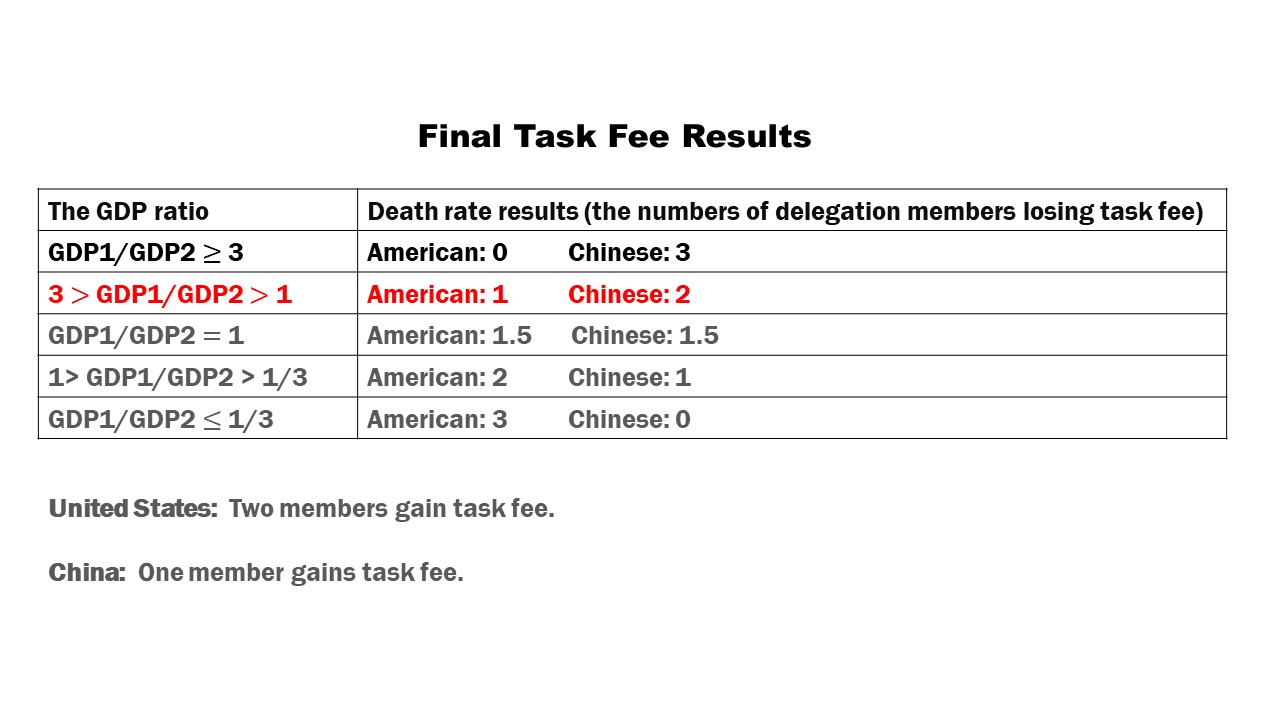 Final Task Fee Results
The GDP ratio Death rate results (the numbers of delegation members losing task fee)
GDP1/GDP2 ≥ 3 American: 0 Chinese: 3
3 > GDP1/GDP2 > 1 American: 1 Chinese: 2
GDP1/GDP2 = 1 American: 1.5 Chinese: 1.5
1> GDP1/GDP2 > 1/3 American: 2 Chinese: 1
GDP1/GDP2 ≤ 1/3 American: 3 Chinese: 0
United States: Two members gain task fee.
China: One member gains task fee.